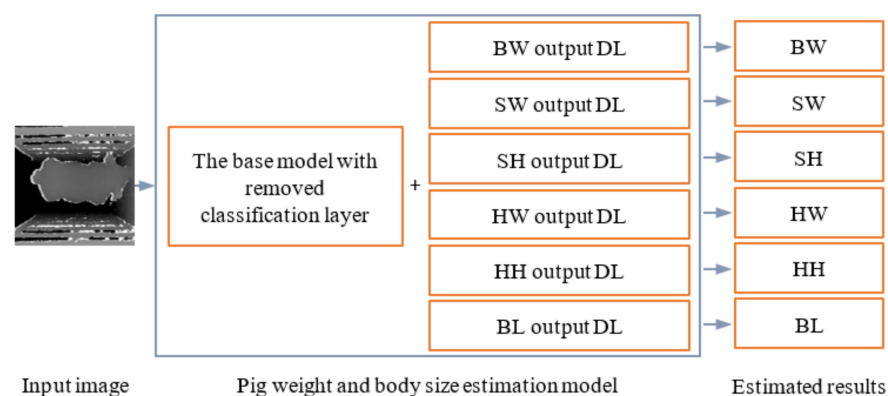 BW output DL
BW
SW output DL
SW
The base model with
removed
classification layer
+
SH output DL
SH
HW output DL
HW
HH output DL
HH
BL output DL
BL
Input image
Pig weight and body size estimation model
Estimated results